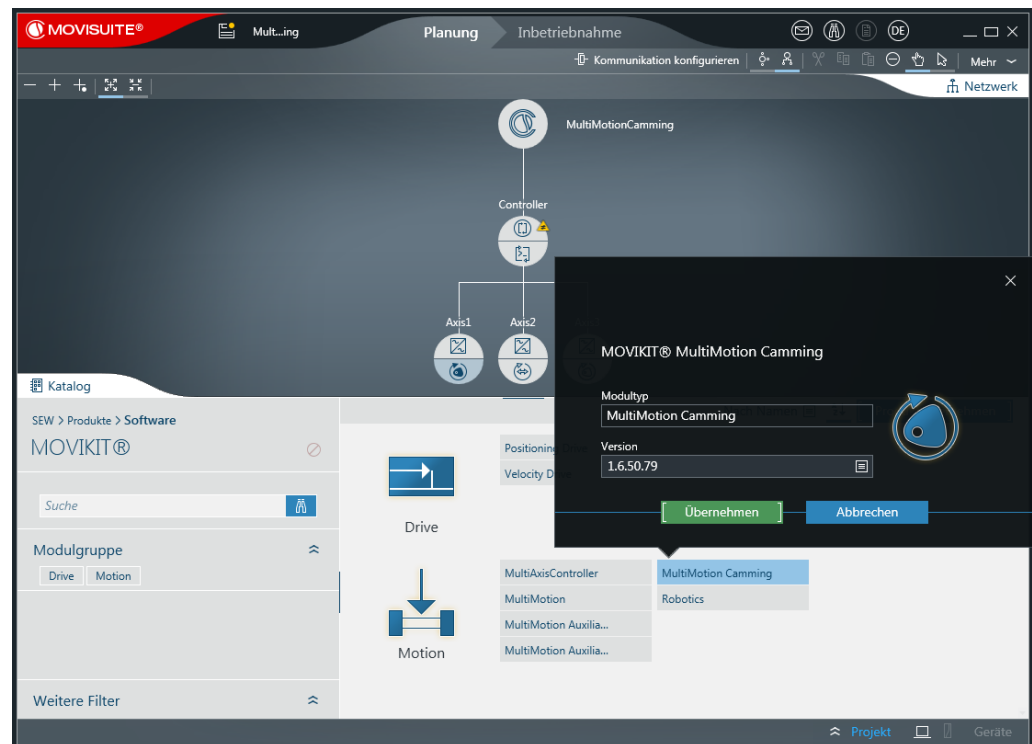 MOVISUITE®
Mult...ing
Planung
Inbetriebnahme
DE
Kommunikation konfigurieren
Mehr
Netzwerk
MultiMotionCamming
Controller
Axis1
Axis2
Katalog
SEW > Produkte > Software
MOVIKIT®
Suche
Modulgruppe
Drive
Motion
Weitere Filter
Drive
Positioning Drive
Velocity D
Motion
MultiAxisController
MultiMotion Camming
MultiMotion
Robotics
MultiMotion Auxilia...
MultiMotion Auxilia...
MOVIKIT® MultiMotion Camming
Modultyp
MultiMotion Camming
Version
1.6.50.79
Übernehmen
Abbrechen
Projekt
Geräte